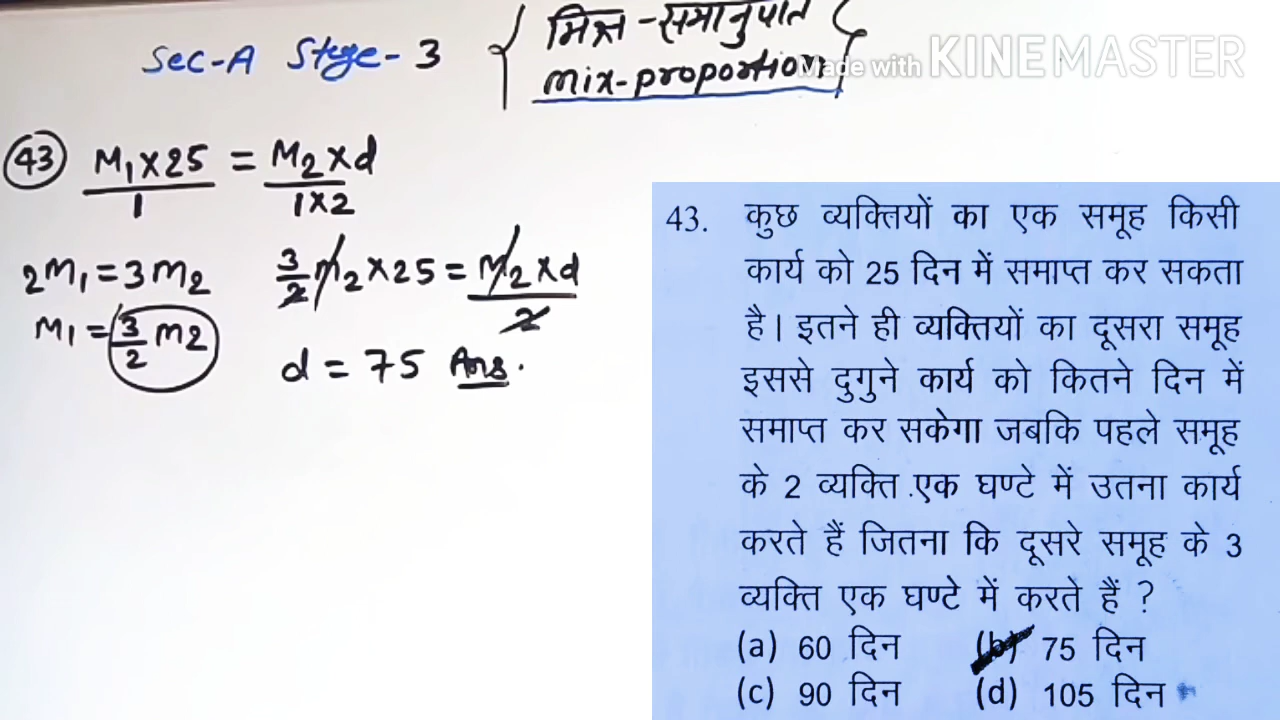 Sec-A Stage-3
मिश्र-समानुपात
mix-proportion
Made with KINEMASTER
43 M₁×25/1 = M₂×d/1×2
2M₁ = 3M₂
M₁ = 3/2 M₂
3/2 M₂ ×25 = M₂×d/2
d = 75 Ans.
43. कुछ व्यक्तियों का एक समूह किसी
कार्य को 25 दिन में समाप्त कर सकता
है। इतने ही व्यक्तियों का दूसरा समूह
इससे दुगुने कार्य को कितने दिन में
समाप्त कर सकेगा जबकि पहले समूह
के 2 व्यक्ति एक घण्टे में उतना कार्य
करते हैं जितना कि दूसरे समूह के 3
व्यक्ति एक घण्टे में करते हैं ?
(a) 60 दिन (b) 75 दिन
(c) 90 दिन (d) 105 दिन